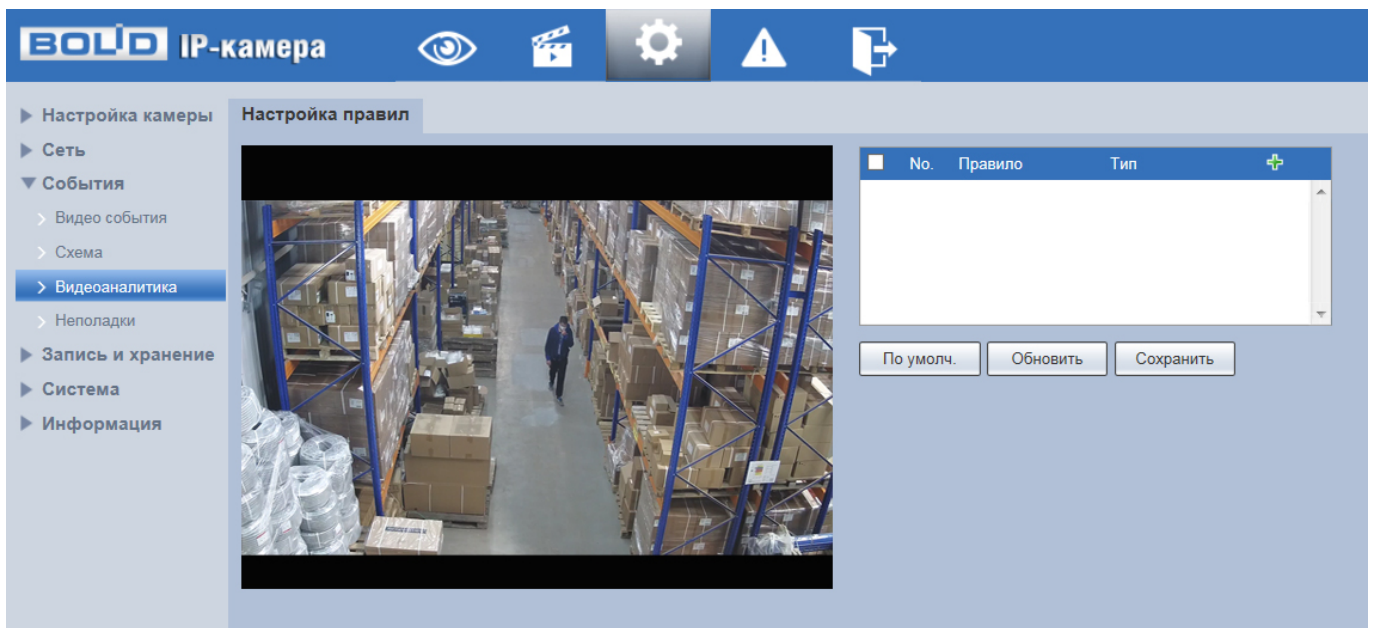 BOLID IP-камера
Настройка камеры
Сеть
События
Видео события
Схема
Видеоаналитика
Неполадки
Запись и хранение
Система
Информация
Настройка правил
No. Правило Тип
По умолч. Обновить Сохранить